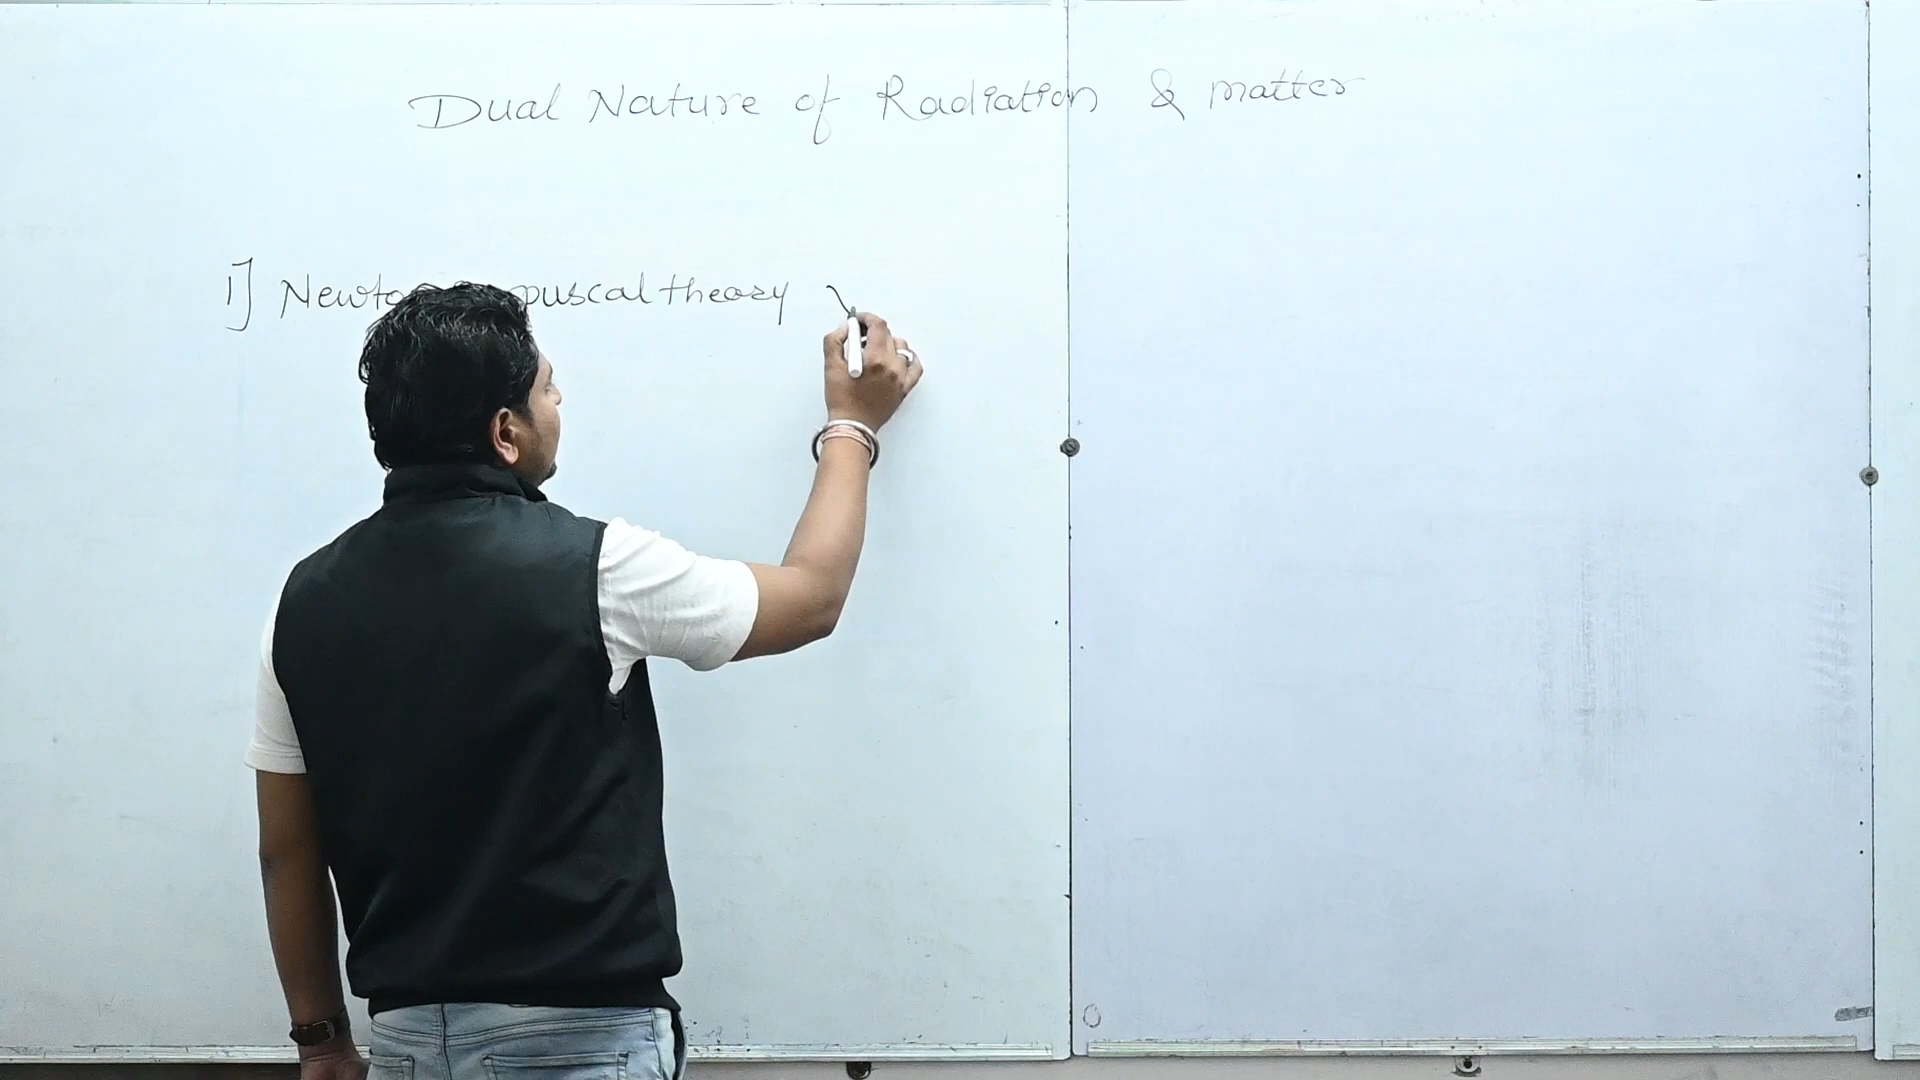 Dual Nature of Radiation & matter
1] Newto puscal theory